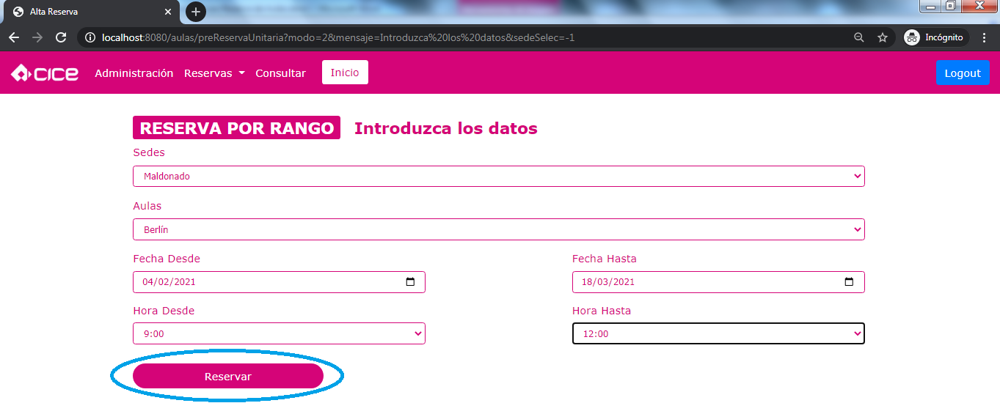 Alta Reserva
localhost:8080/aulas/preReservaUnitaria?modo=2&mensaje=Introduzca%20los%20datos&sedeSelec=-1
Incógnito
CICE Administración Reservas Consultar Inicio Logout
RESERVA POR RANGO Introduzca los datos
Sedes
Maldonado
Aulas
Berlín
Fecha Desde Fecha Hasta
04/02/2021 18/03/2021
Hora Desde Hora Hasta
9:00 12:00
Reservar